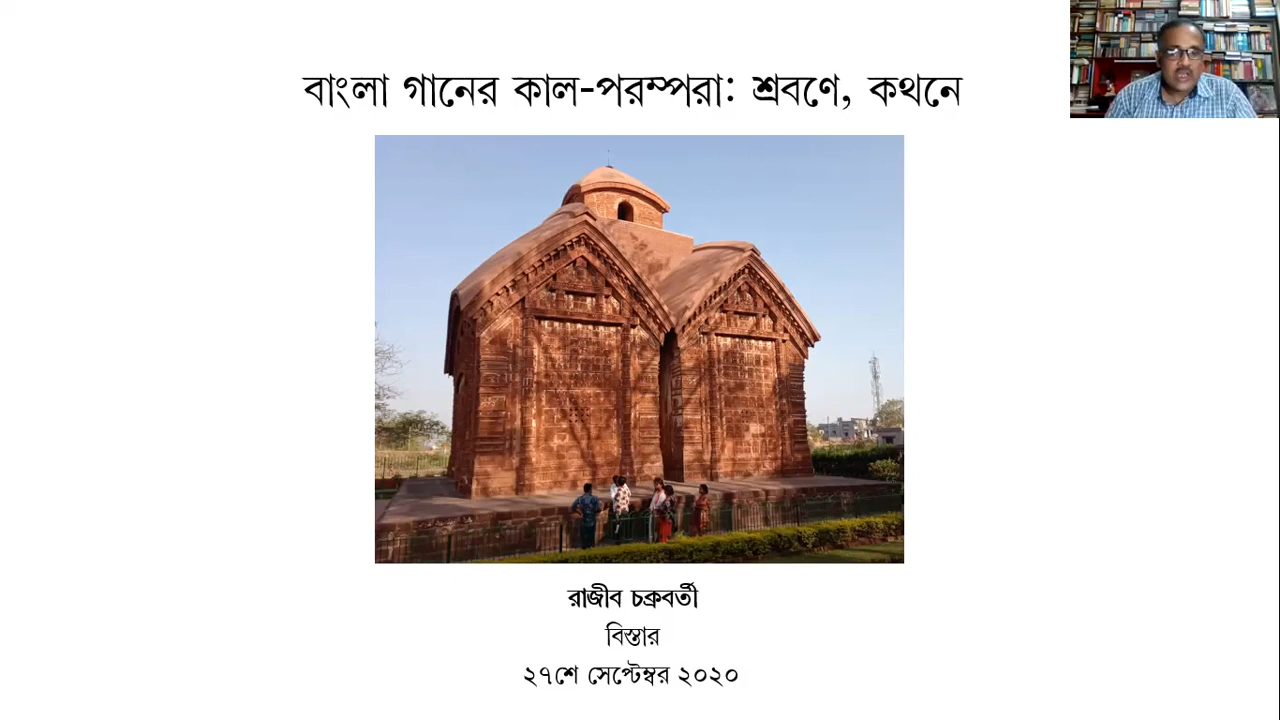 বাংলা গানের কাল-পরম্পরা: শ্রবণে, কথনে
রাজীব চক্রবর্তী
বিস্তার
২৭শে সেপ্টেম্বর ২০২০